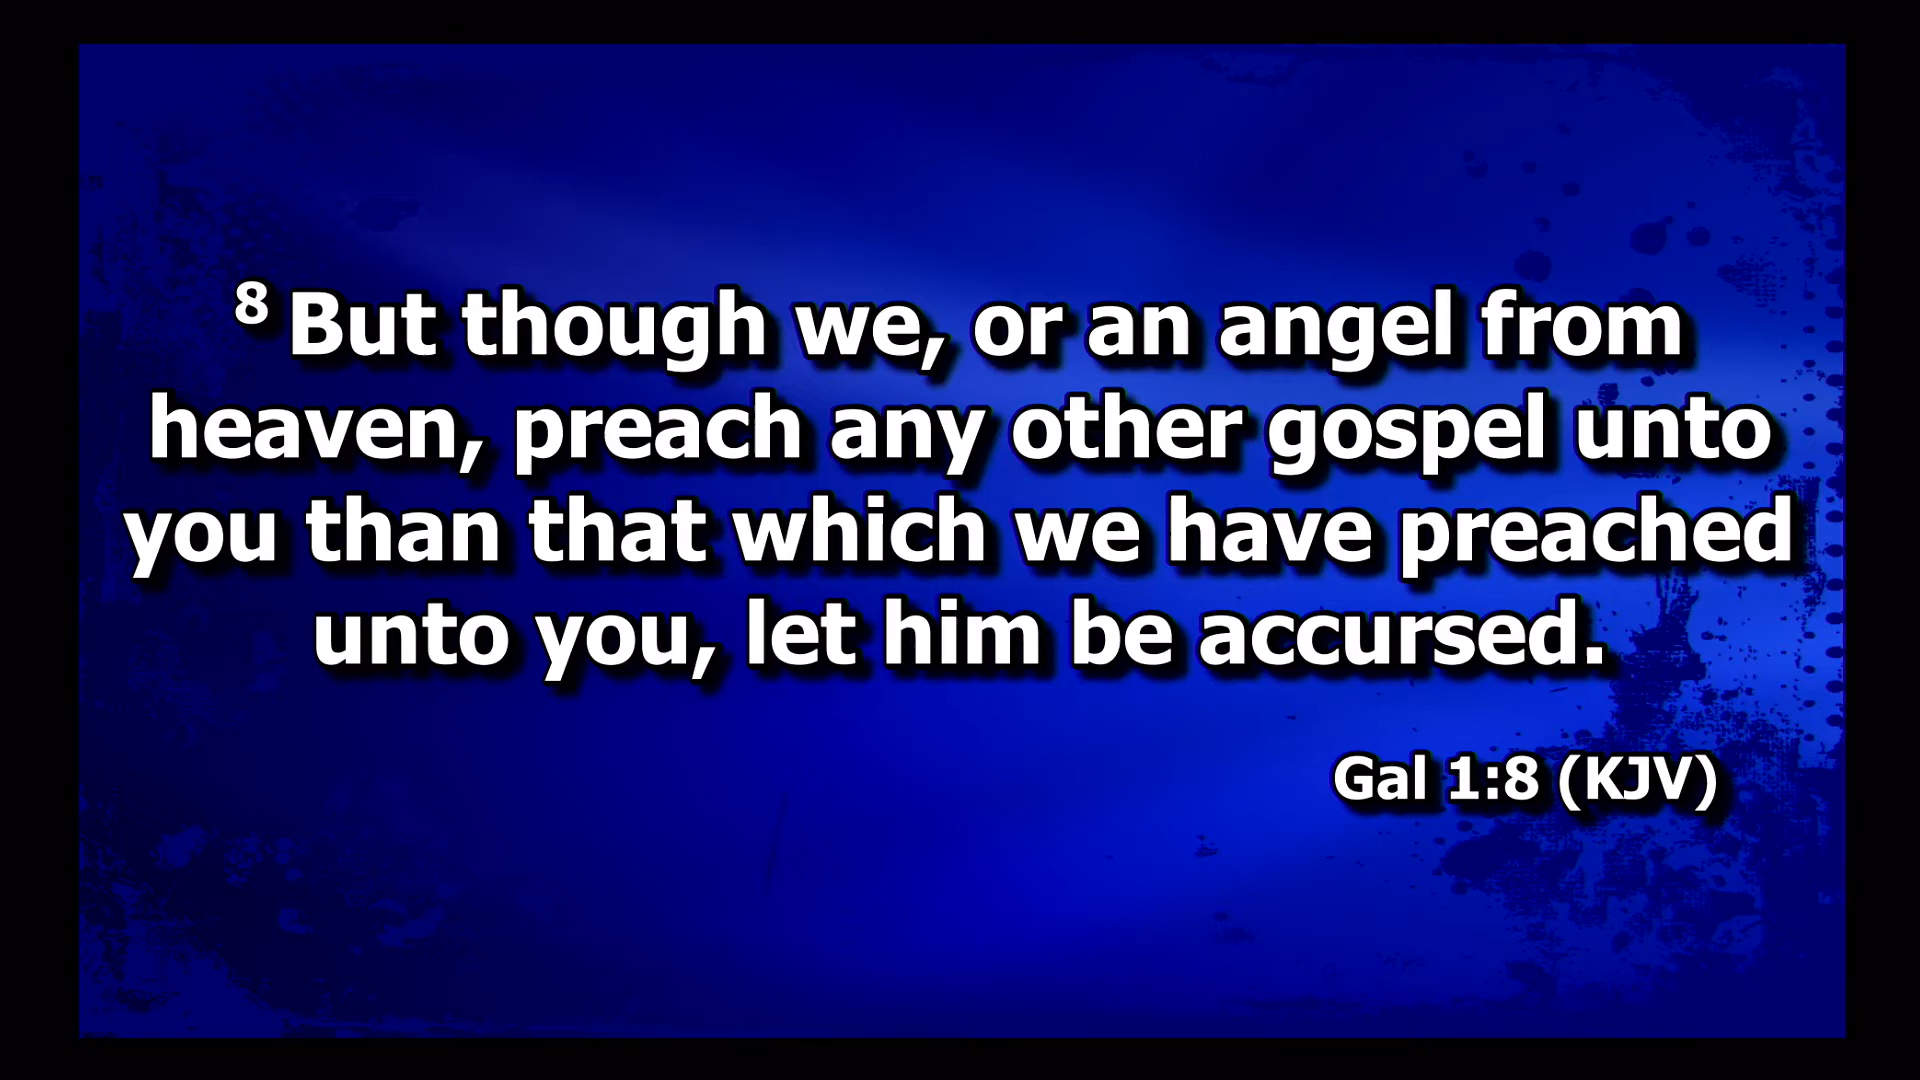 8 But though we, or an angel from
heaven, preach any other gospel unto
you than that which we have preached
unto you, let him be accursed.
Gal 1:8 (KJV)